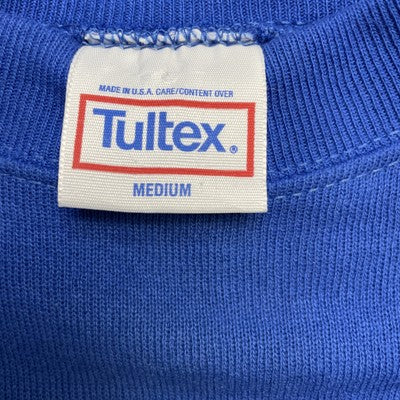 MADE IN U.S.A. CARE/CONTENT OVER
Tultex®
MEDIUM